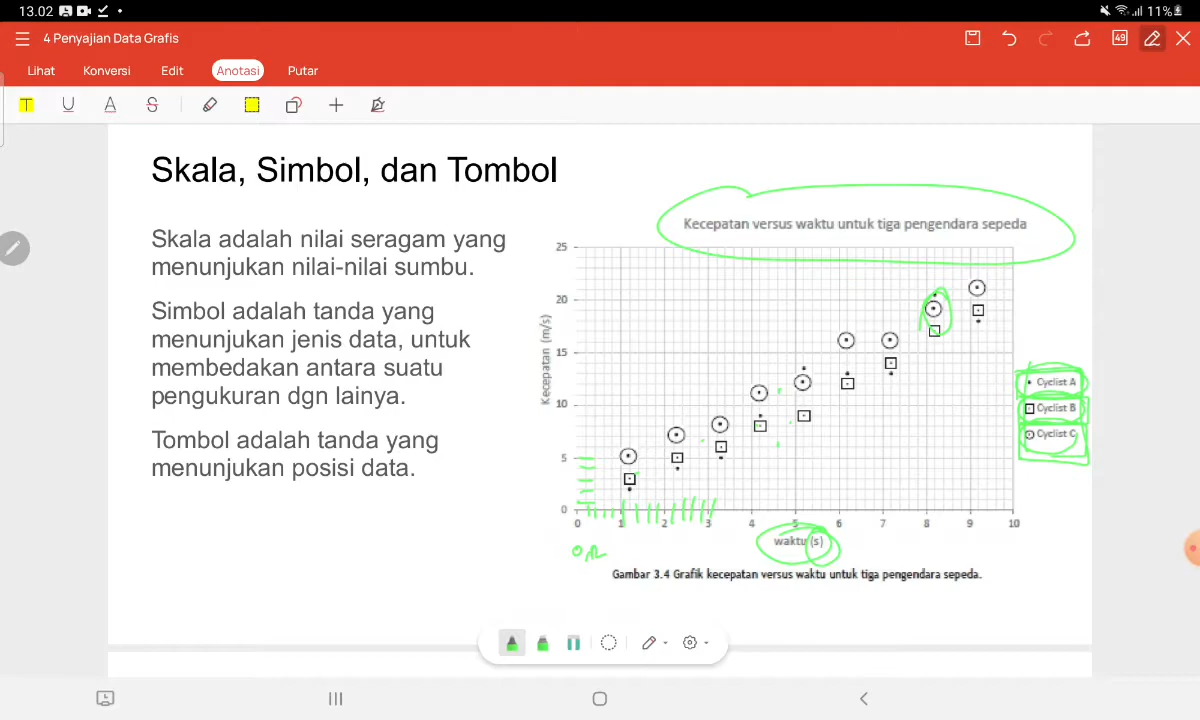 13.02
11%
4 Penyajian Data Grafis
49
Lihat Konversi Edit Anotasi Putar
T U A S
Skala, Simbol, dan Tombol
Skala adalah nilai seragam yang
menunjukan nilai-nilai sumbu.
Simbol adalah tanda yang
menunjukan jenis data, untuk
membedakan antara suatu
pengukuran dgn lainya.
Tombol adalah tanda yang
menunjukan posisi data.
Kecepatan versus waktu untuk tiga pengendara sepeda
25
20
15
10
5
0
Kecepatan (m/s)
0 1 2 3 4 5 6 7 8 9 10
waktu (s)
Cyclist A
Cyclist B
Cyclist C
0,2
Gambar 3.4 Grafik kecepatan versus waktu untuk tiga pengendara sepeda.